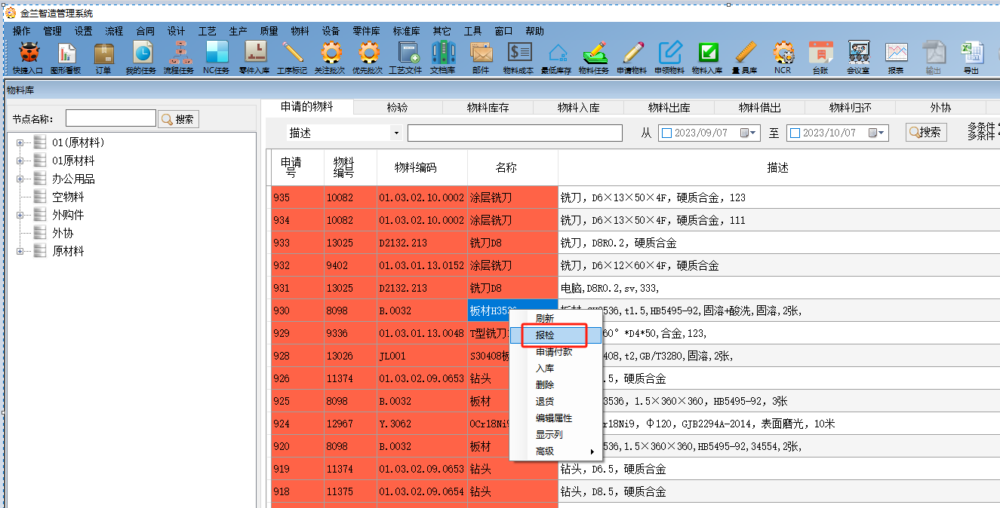 金兰智造管理系统
操作 管理 设置 流程 合同 设计 工艺 生产 质量 物料 设备 零件库 标准库 其它 工具 窗口 帮助
快捷入口 图形看板 订单 我的任务 流程任务 NC任务 零件入库 工序标记 关注批次 优先批次 工艺文件 文档库 邮件 物料成本 最低库存 物料任务 申请物料 申领物料 物料入库 量具库 NCR 台账 会议室 报表 输出 导出
物料库
申请的物料 检验 物料库存 物料入库 物料出库 物料借出 物料归还 外协
节点名称: 搜索
描述 从 2023/09/07 至 2023/10/07 搜索 多条件
多条件
01(原材料)
01原材料
办公用品
空物料
外购件
外协
原材料
申请号 物料编号 物料编码 名称 描述
935 10082 01.03.02.10.0002 涂层铣刀 铣刀, D6×13×50×4F, 硬质合金, 123
934 10082 01.03.02.10.0002 涂层铣刀 铣刀, D6×13×50×4F, 硬质合金, 111
933 13025 D2132.213 铣刀D8 铣刀, D8R0.2, 硬质合金
932 9402 01.03.01.13.0152 涂层铣刀 铣刀, D6×12×60×4F, 硬质合金
931 13025 D2132.213 铣刀D8 电脑,D8R0.2,sv,333,
930 8098 B.0032 板材H3536 536,t1.5,HB5495-92,固溶+酸洗,固溶,2张,
929 9336 01.03.01.13.0048 T型铣刀 60°*D4*50,合金,123,
928 13026 JL001 S30408板 408,t2,GB/T3280,固溶,2张,
926 11374 01.03.02.09.0653 钻头 .5, 硬质合金
925 8098 B.0032 板材 3536, 1.5×360×360, HB5495-92, 3张
924 12967 Y.3062 0Cr18Ni9 r18Ni9, Φ120, GJB2294A-2014, 表面磨光, 10米
920 8098 B.0032 板材 536,1.5×360×360,HB5495-92,34554,2张,
919 11374 01.03.02.09.0653 钻头 钻头, D6.5, 硬质合金
918 11375 01.03.02.09.0654 钻头 钻头, D8.5, 硬质合金
刷新
报检
申请付款
入库
删除
退货
编辑属性
显示列
高级